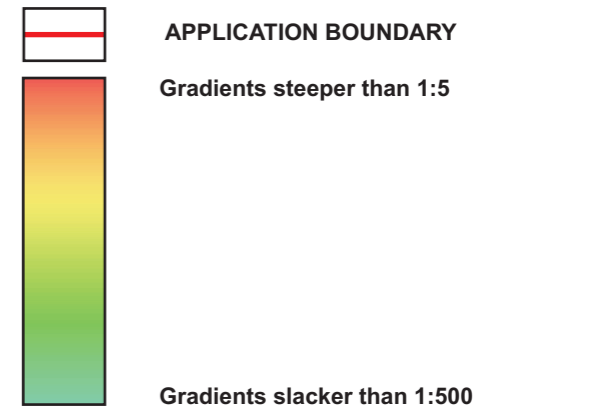 APPLICATION BOUNDARY
Gradients steeper than 1:5
Gradients slacker than 1:500